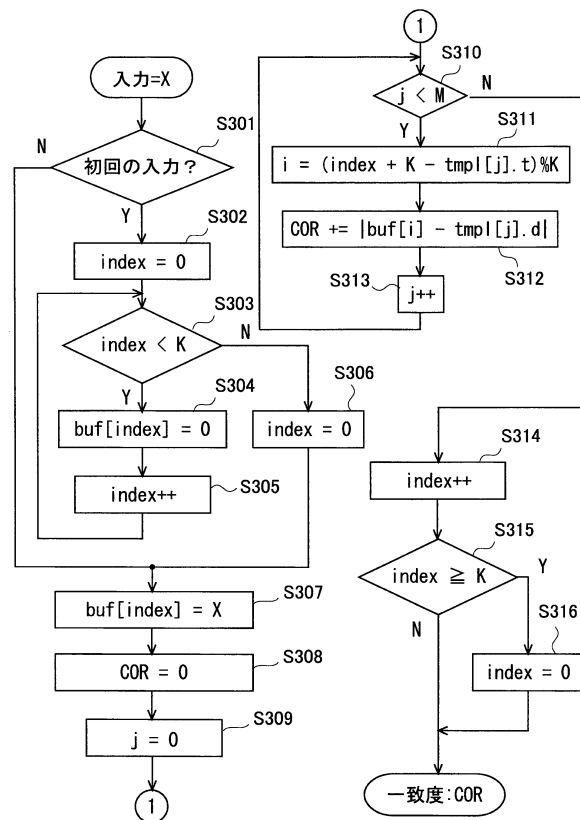 入力=X
S301
初回の入力？
N
Y
S302
index = 0
S303
index < K
N
Y
S304
buf[index] = 0
S305
index++
S306
index = 0
S307
buf[index] = X
S308
COR = 0
S309
j = 0
1
1
S310
j < M
N
Y
S311
i = (index + K - tmpl[j].t)%K
COR += |buf[i] - tmpl[j].d|
S312
S313
j++
S314
index++
S315
index ≧ K
Y
N
S316
index = 0
一致度:COR